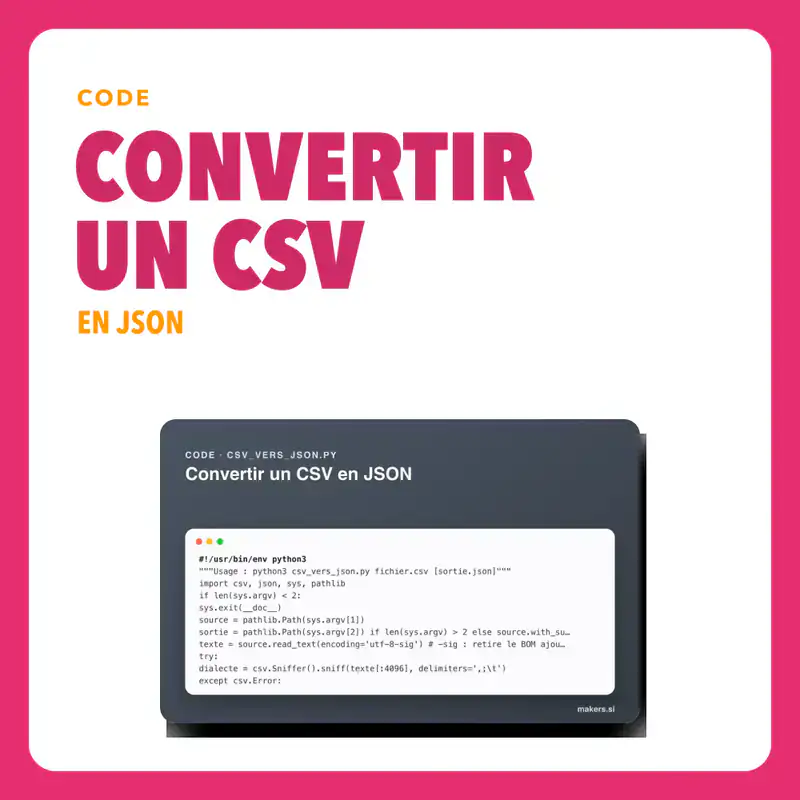 CODE
CONVERTIR
UN CSV
EN JSON
CODE · CSV_VERS_JSON.PY
Convertir un CSV en JSON
#!/usr/bin/env python3
"""Usage : python3 csv_vers_json.py fichier.csv [sortie.json]"""
import csv, json, sys, pathlib
if len(sys.argv) < 2:
sys.exit(__doc__)
source = pathlib.Path(sys.argv[1])
sortie = pathlib.Path(sys.argv[2]) if len(sys.argv) > 2 else source.with_su…
texte = source.read_text(encoding='utf-8-sig') # -sig : retire le BOM ajou…
try:
dialecte = csv.Sniffer().sniff(texte[:4096], delimiters=',;\t')
except csv.Error:
makers.si